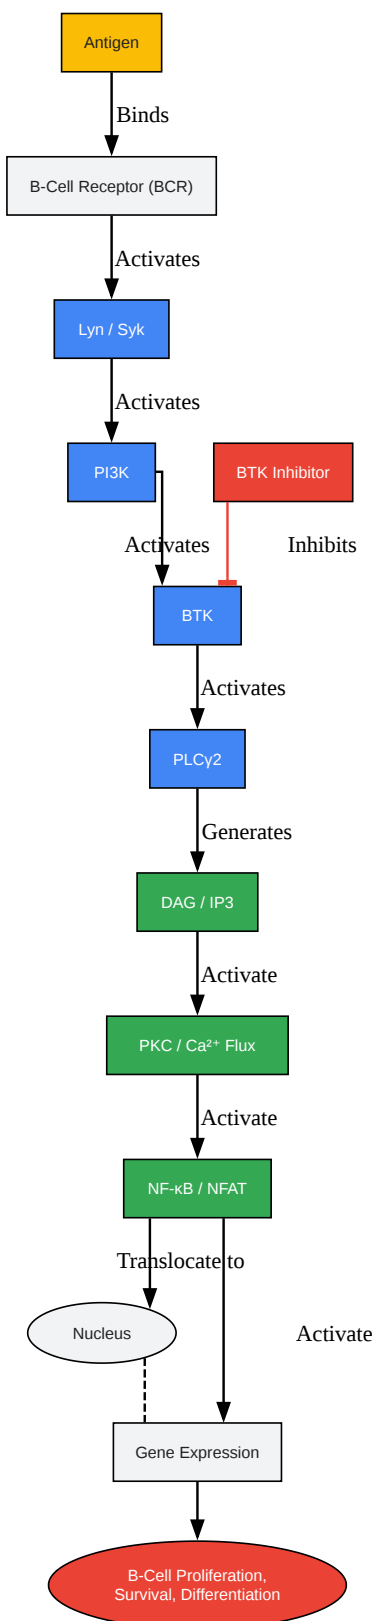 Antigen
Binds
B-Cell Receptor (BCR)
Activates
Lyn / Syk
Activates
PI3K
BTK Inhibitor
Activates
Inhibits
BTK
Activates
PLCγ2
Generates
DAG / IP3
Activate
PKC / Ca²⁺ Flux
Activate
NF-κB / NFAT
Translocate to
Nucleus
Activate
Gene Expression
B-Cell Proliferation,
Survival, Differentiation